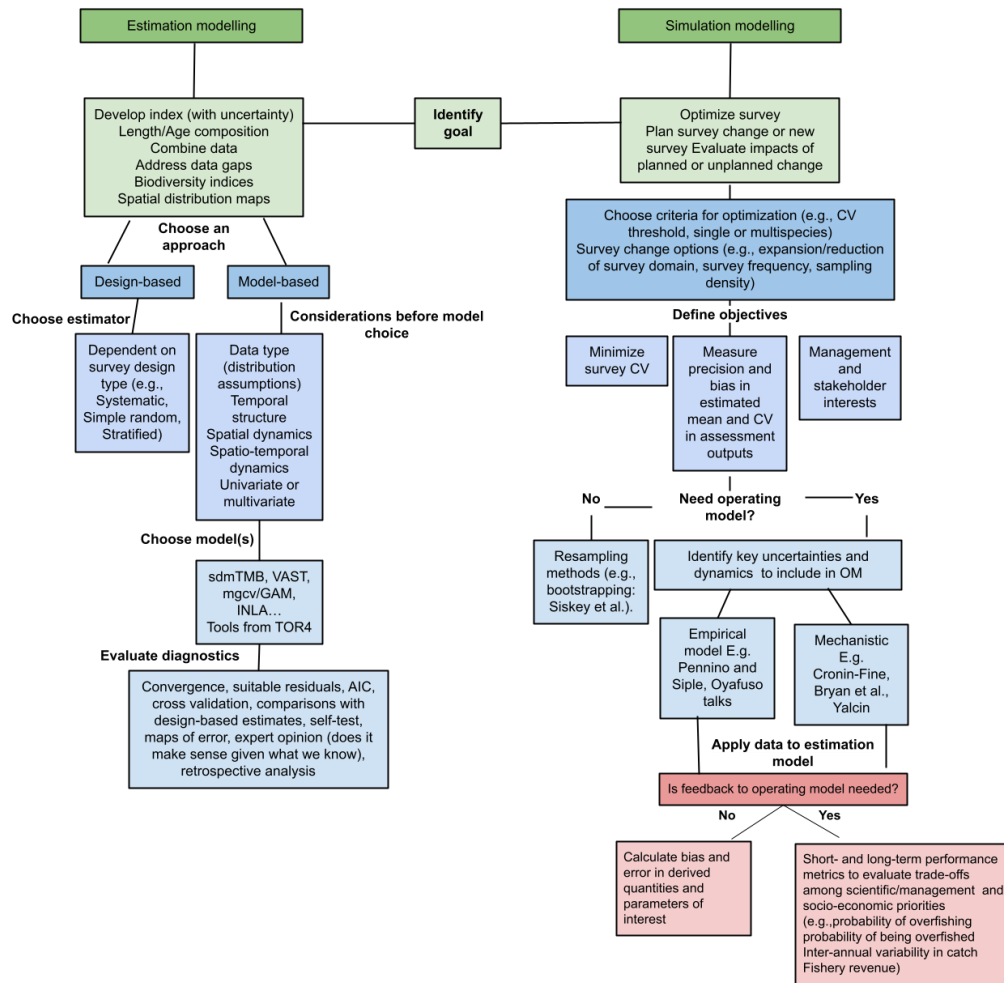 Estimation modelling
Simulation modelling
Develop index (with uncertainty)
Length/Age composition
Combine data
Address data gaps
Biodiversity indices
Spatial distribution maps
Identify
goal
Optimize survey
Plan survey change or new
survey Evaluate impacts of
planned or unplanned change
Choose an
approach
Design-based
Model-based
Choose estimator
Considerations before model
choice
Dependent on
survey design
type (e.g.,
Systematic,
Simple random,
Stratified)
Data type
(distribution
assumptions)
Temporal
structure
Spatial dynamics
Spatio-temporal
dynamics
Univariate or
multivariate
Choose model(s)
sdmTMB, VAST,
mgcv/GAM,
INLA...
Tools from TOR4
Evaluate diagnostics
Convergence, suitable residuals, AIC,
cross validation, comparisons with
design-based estimates, self-test,
maps of error, expert opinion (does it
make sense given what we know),
retrospective analysis
Choose criteria for optimization (e.g., CV
threshold, single or multispecies)
Survey change options (e.g., expansion/reduction
of survey domain, survey frequency, sampling
density)
Define objectives
Minimize
survey CV
Measure
precision and
bias in
estimated
mean and CV
in assessment
outputs
Management
and
stakeholder
interests
No
Need operating
model?
Yes
Resampling
methods (e.g.,
bootstrapping:
Siskey et al.).
Identify key uncertainties and
dynamics to include in OM
Empirical
model E.g.
Pennino and
Siple, Oyafuso
talks
Mechanistic
E.g.
Cronin-Fine,
Bryan et al.,
Yalcin
Apply data to estimation
model
Is feedback to operating model needed?
No
Yes
Calculate bias and
error in derived
quantities and
parameters of
interest
Short- and long-term performance
metrics to evaluate trade-offs
among scientific/management and
socio-economic priorities
(e.g.,probability of overfishing
probability of being overfished
Inter-annual variability in catch
Fishery revenue)